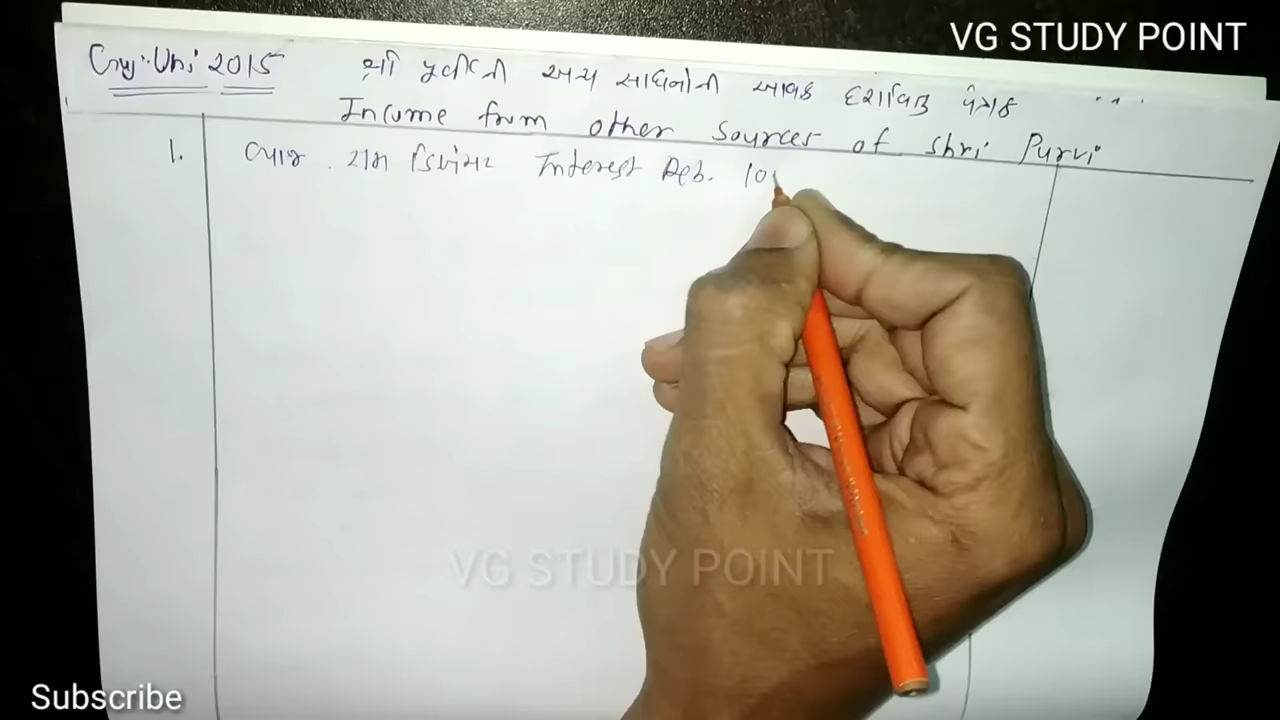 VG STUDY POINT
Guj. Uni 2015 શ્રી પૂર્વીની અન્ય સાધનોની આવક દર્શાવતું પત્રક
Income from other Sources of Shri Purvi
1. વ્યાજ ડિબેંચર Interest Deb. 10
VG STUDY POINT
Subscribe